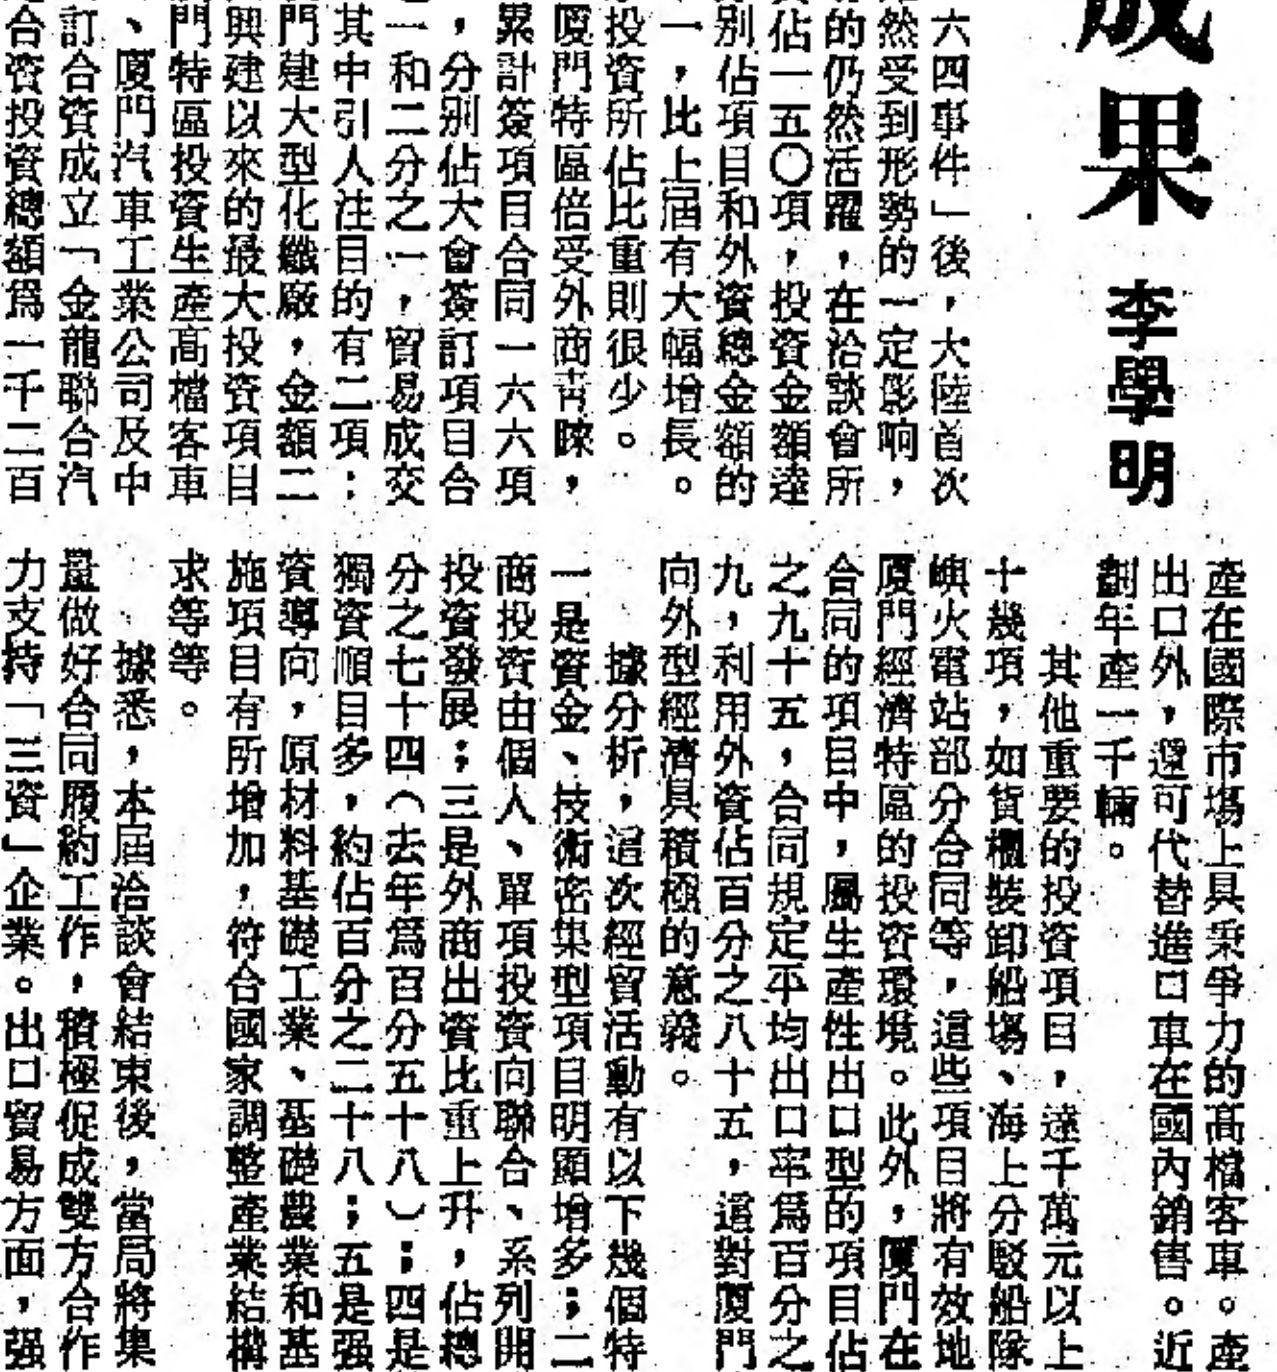 成果
李學明
六四事件」後，大陸首次
然受到形勢的一定影响，
的仍然活躍，在洽談會所
佔一五〇項，投資金額達
別佔項目和外資總金額的
一，比上屆有大幅增長。
投資所佔比重則很少。
厦門特區倍受外商靑睞，
累計簽項目合同一六六項
，分別佔大會簽訂項目合
一和二分之一，貿易成交
其中引人注目的有二項：
門建大型化纖廠，金額二
興建以來的最大投資項目
門特區投資生產高檔客車
、厦門汽車工業公司及中
訂合資成立「金龍聯合汽
合資投資總額爲一千二百
產在國際市場上具柬爭力的高檔客車。產
出口外，還可代替進口車在國內銷售。近
劃年產一千輛。
其他重要的投資項目，達千萬元以上
十幾項，如貨櫃裝卸船塲、海上分駁船隊
嶼火電站部分合同等，這些項目將有效地
厦門經濟特區的投資環境。此外，厦門在
合同的項目中，屬生產性出口型的項目佔
之九十五，合同規定平均出口率爲百分之
九，利用外資佔百分之八十五，這對厦門
向外型經濟具積極的意義。
據分析，這次經貿活動有以下幾個特
一是資金、技術密集型項目明顯增多；二
商投資由個人、單項投資向聯合、系列開
投資發展；三是外商出資比重上升，佔總
分之七十四（去年爲百分五十八）；四是
獨資順目多，約佔百分之二十八；五是强
資導向，原材料基礎工業、基礎農業和基
施項目有所增加，符合國家調整產業結構
求等等。
據悉，本屆洽談會結束後，當局將集
量做好合同履約工作，積極促成雙方合作
力支持「三資」企業。出口貿易方面，强